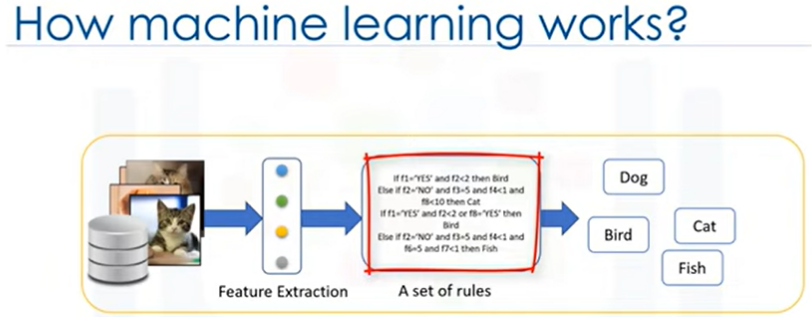 How machine learning works?
If f1='YES' and f2<2 then Bird
Else if f2='NO' and f3=5 and f4<1 and
f8<10 then Cat
If f1='YES' and f2<2 or f8='YES' then
Bird
Else if f2='NO' and f3=5 and f4<1 and
f6=5 and f7<1 then Fish
Dog
Bird
Cat
Fish
Feature Extraction
A set of rules